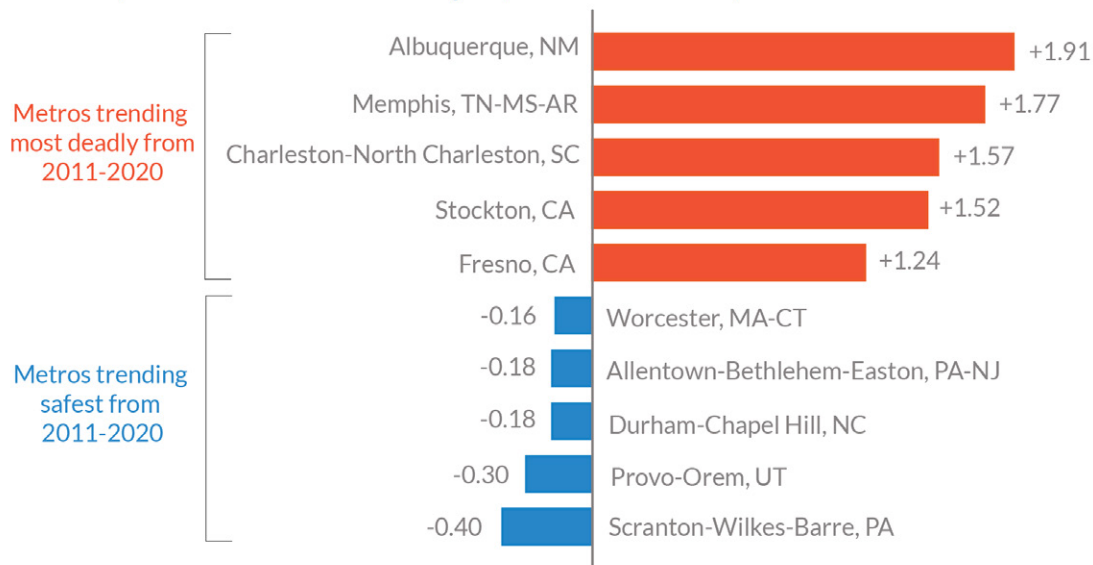 Albuquerque, NM +1.91
Memphis, TN-MS-AR +1.77
Charleston-North Charleston, SC +1.57
Stockton, CA +1.52
Fresno, CA +1.24
Metros trending
most deadly from
2011-2020
-0.16 Worcester, MA-CT
-0.18 Allentown-Bethlehem-Easton, PA-NJ
-0.18 Durham-Chapel Hill, NC
-0.30 Provo-Orem, UT
-0.40 Scranton-Wilkes-Barre, PA
Metros trending
safest from
2011-2020